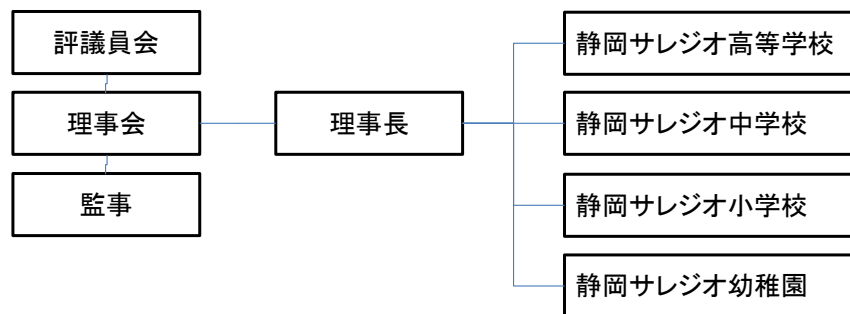 評議員会
理事会
監事
理事長
静岡サレジオ高等学校
静岡サレジオ中学校
静岡サレジオ小学校
静岡サレジオ幼稚園